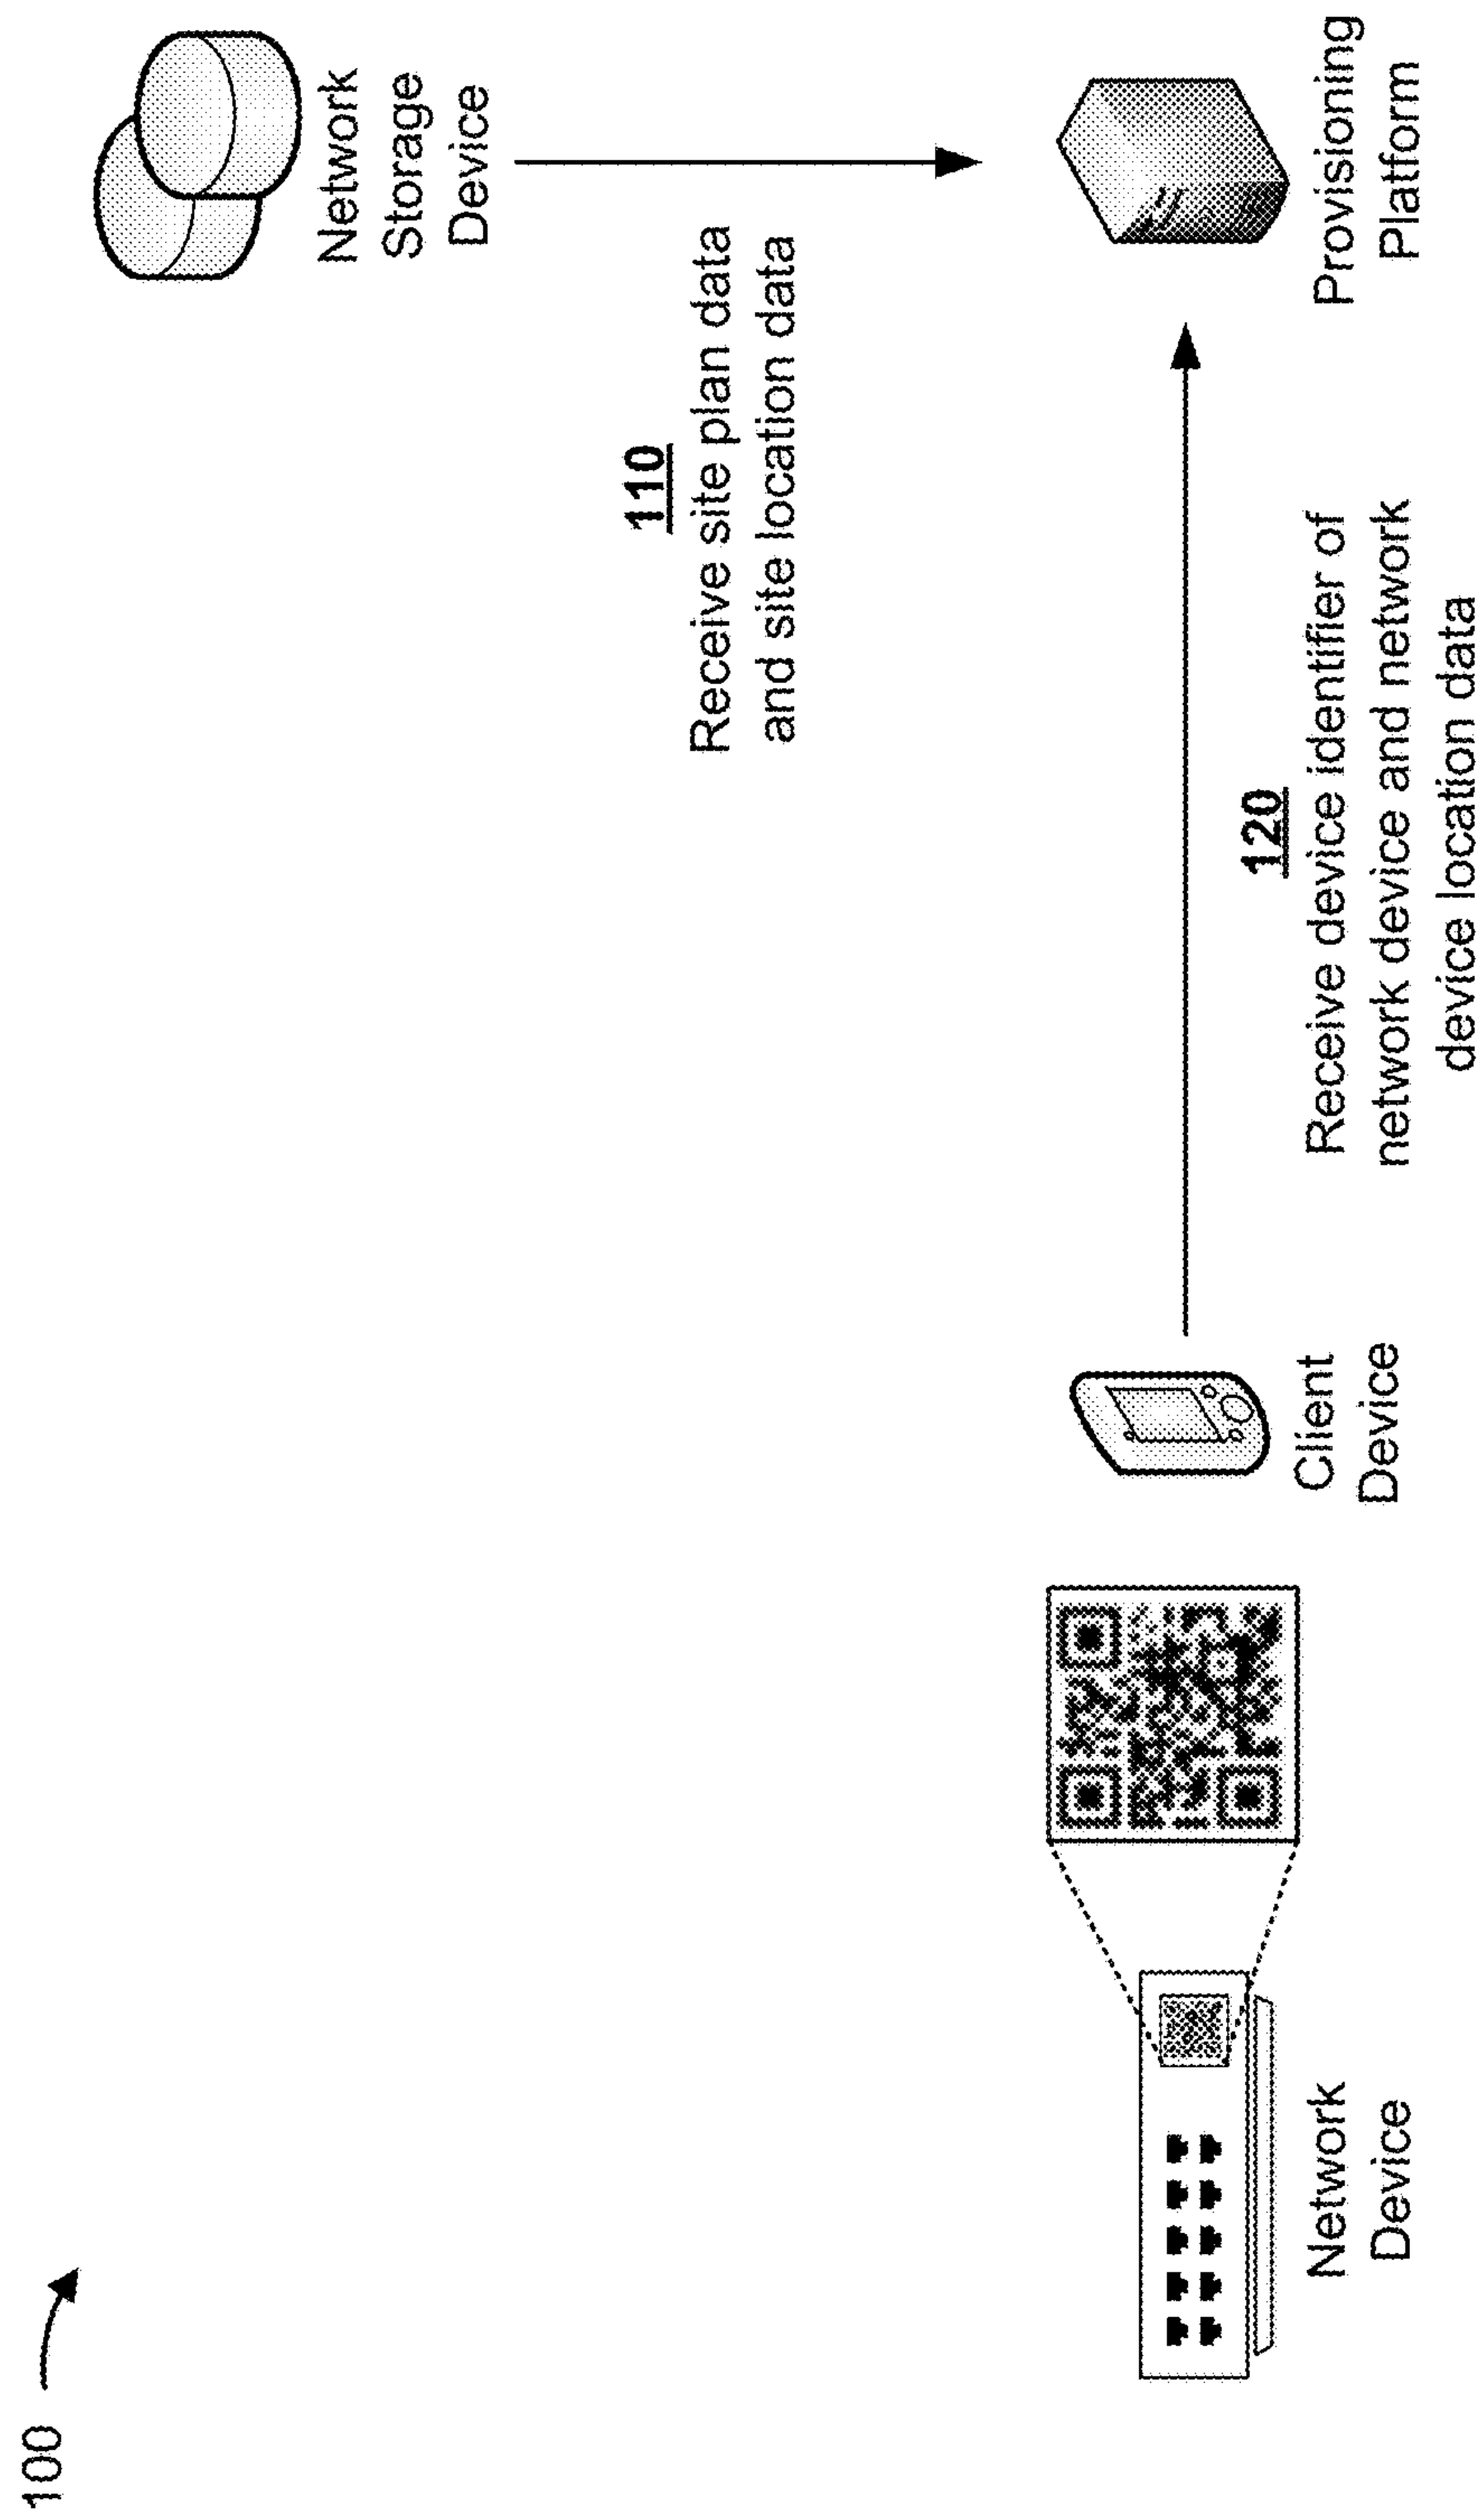 100
Network
Storage
Device
110
Receive site plan data
and site location data
Network
Device
Client
Device
120
Receive device identifier of
network device and network
device location data
Provisioning
Platform